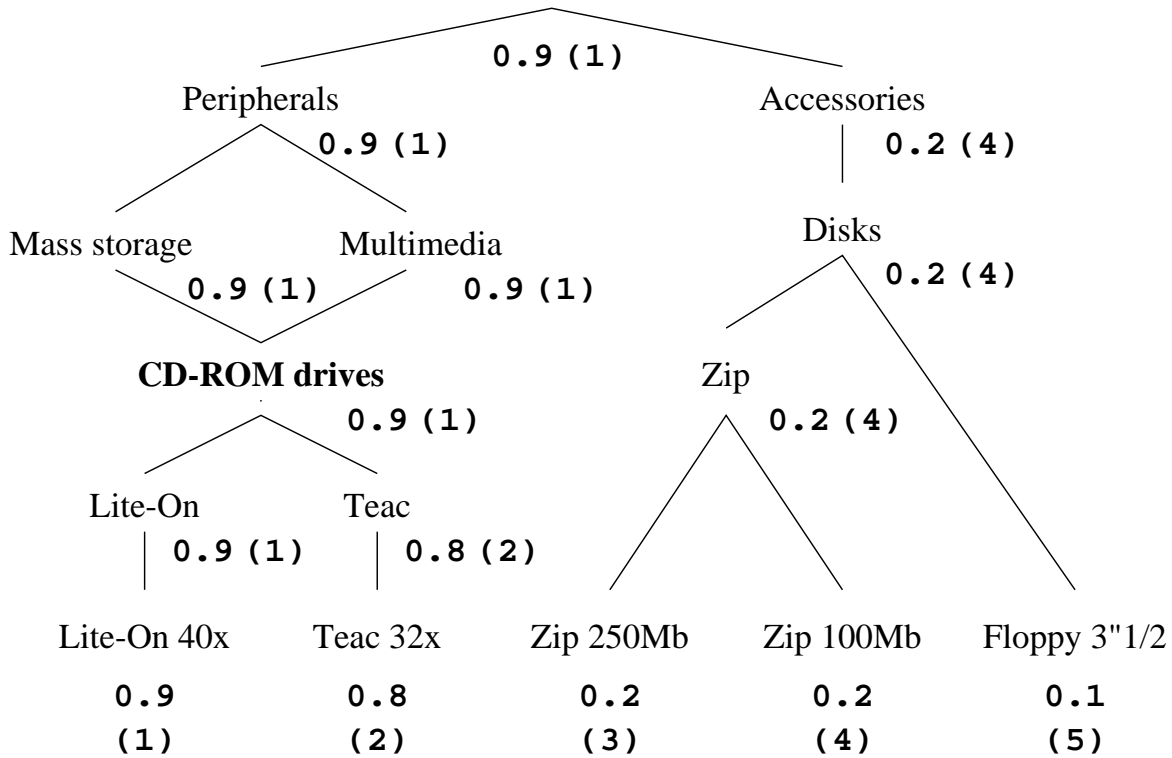 0.9 (1)
Peripherals Accessories
0.9 (1) 0.2 (4)
Mass storage Multimedia Disks
0.9 (1) 0.9 (1) 0.2 (4)
CD-ROM drives Zip
0.9 (1) 0.2 (4)
Lite-On Teac
0.9 (1) 0.8 (2)
Lite-On 40x Teac 32x Zip 250Mb Zip 100Mb Floppy 3"1/2
0.9 0.8 0.2 0.2 0.1
(1) (2) (3) (4) (5)